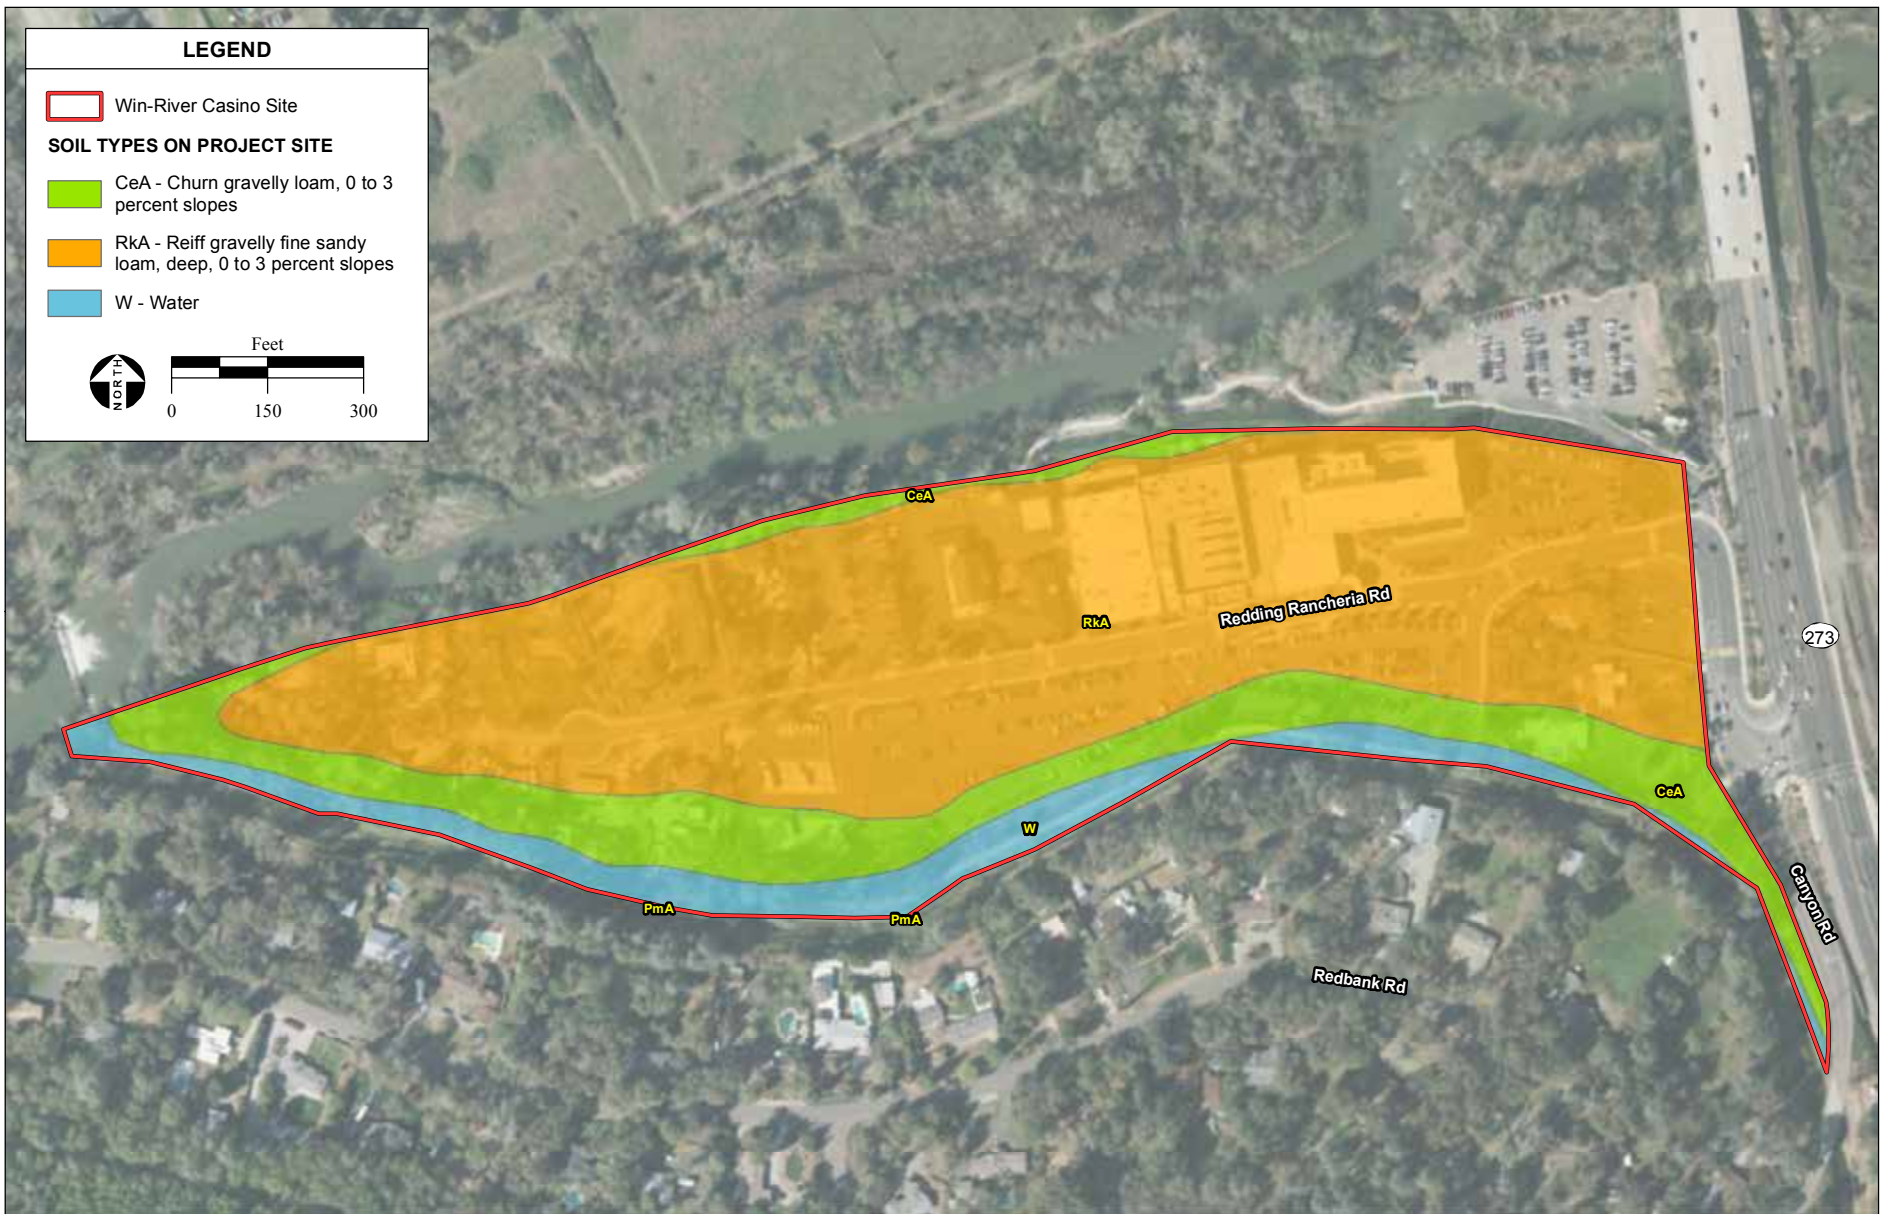 LEGEND
Win-River Casino Site
SOIL TYPES ON PROJECT SITE
CeA - Churn gravelly loam, 0 to 3
percent slopes
RkA - Reiff gravelly fine sandy
loam, deep, 0 to 3 percent slopes
W - Water
Feet
NORTH
0 150 300
CeA
RkA
Redding Rancheria Rd
273
CeA
W
PmA
PmA
Canyon Rd
Redbank Rd